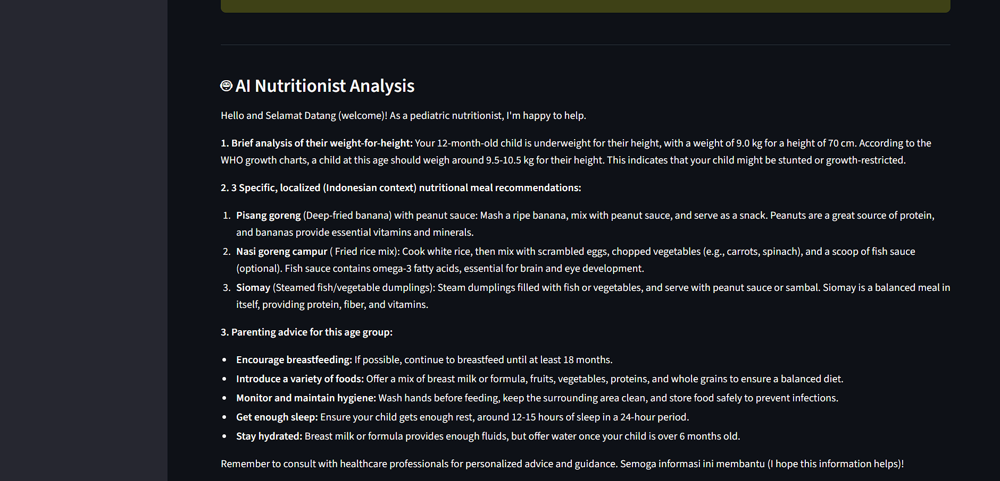 AI Nutritionist Analysis
Hello and Selamat Datang (welcome)! As a pediatric nutritionist, I'm happy to help.
1. Brief analysis of their weight-for-height: Your 12-month-old child is underweight for their height, with a weight of 9.0 kg for a height of 70 cm. According to the
WHO growth charts, a child at this age should weigh around 9.5-10.5 kg for their height. This indicates that your child might be stunted or growth-restricted.
2. 3 Specific, localized (Indonesian context) nutritional meal recommendations:
1. Pisang goreng (Deep-fried banana) with peanut sauce: Mash a ripe banana, mix with peanut sauce, and serve as a snack. Peanuts are a great source of protein,
and bananas provide essential vitamins and minerals.
2. Nasi goreng campur ( Fried rice mix): Cook white rice, then mix with scrambled eggs, chopped vegetables (e.g., carrots, spinach), and a scoop of fish sauce
(optional). Fish sauce contains omega-3 fatty acids, essential for brain and eye development.
3. Siomay (Steamed fish/vegetable dumplings): Steam dumplings filled with fish or vegetables, and serve with peanut sauce or sambal. Siomay is a balanced meal in
itself, providing protein, fiber, and vitamins.
3. Parenting advice for this age group:
• Encourage breastfeeding: If possible, continue to breastfeed until at least 18 months.
• Introduce a variety of foods: Offer a mix of breast milk or formula, fruits, vegetables, proteins, and whole grains to ensure a balanced diet.
• Monitor and maintain hygiene: Wash hands before feeding, keep the surrounding area clean, and store food safely to prevent infections.
• Get enough sleep: Ensure your child gets enough rest, around 12-15 hours of sleep in a 24-hour period.
• Stay hydrated: Breast milk or formula provides enough fluids, but offer water once your child is over 6 months old.
Remember to consult with healthcare professionals for personalized advice and guidance. Semoga informasi ini membantu (I hope this information helps)!